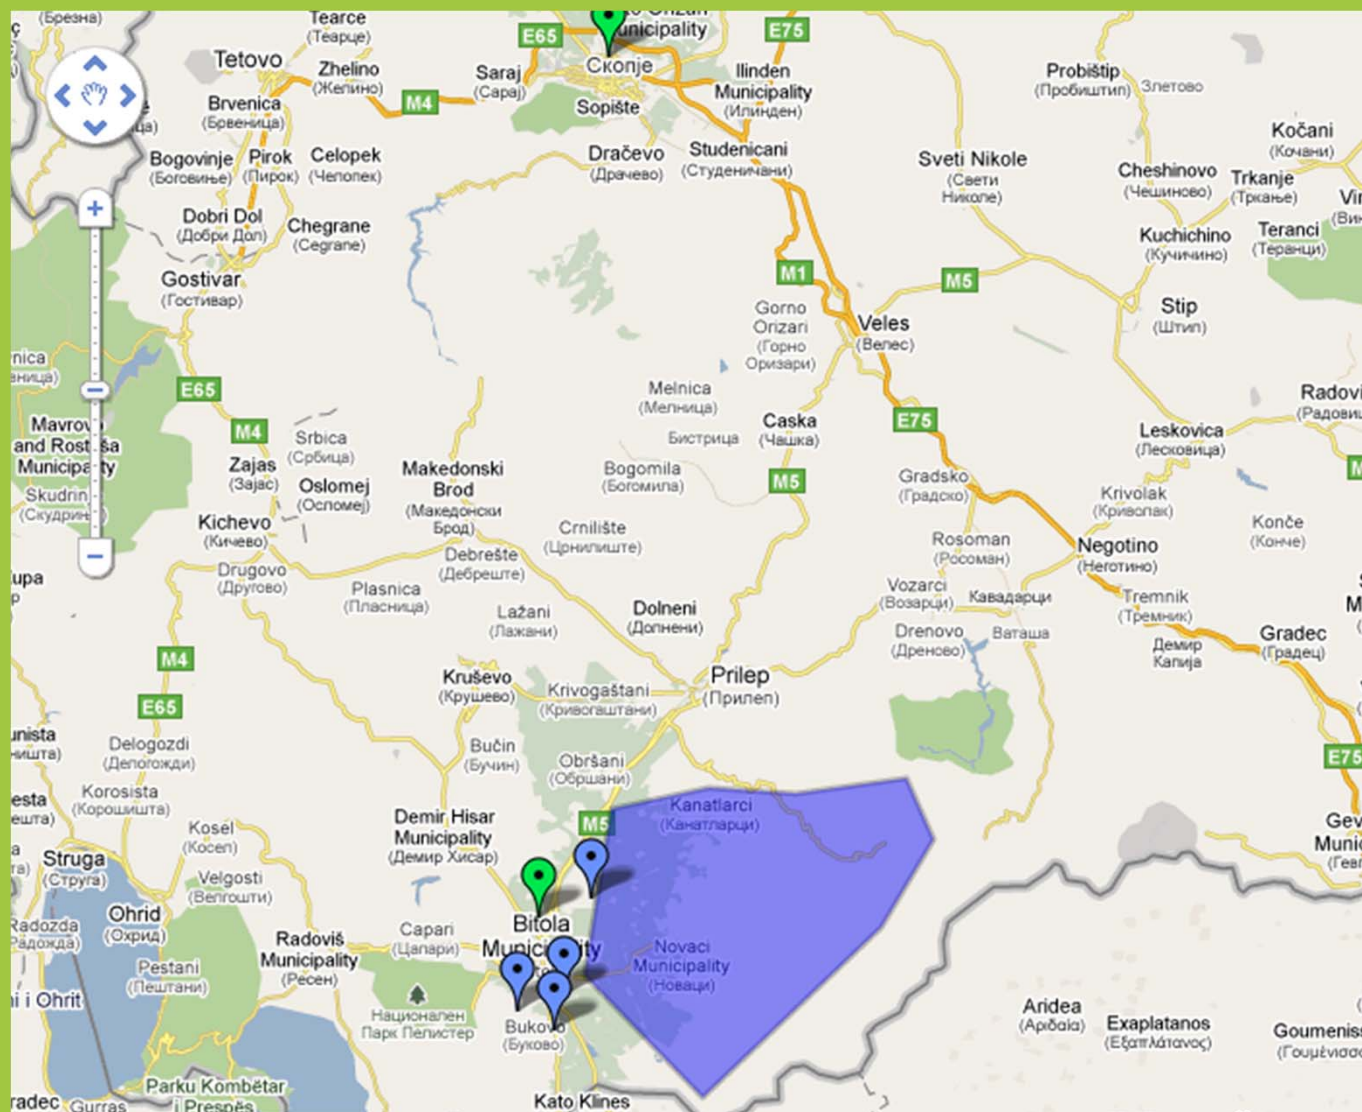 (Брезна)
Tearce
(Теарце)
E65
Municipality
E75
Tetovo
Zhelino
(Желино)
Saraj
(Сарај)
Скопје
Ilinden
Municipality
(Илинден)
Probištip
(Пробиштип)
Злетово
M4
Brvenica
(Брвеница)
Sopište
Kočani
(Кочани)
Bogovinje
(Боговиње)
Pirok
(Пирок)
Celopek
(Челопек)
Dračevo
(Драчево)
Studenicani
(Студеничани)
Sveti Nikole
(Свети
Николе)
Cheshinovo
(Чешиново)
Trkanje
(Тркање)
Dobri Dol
(Добри Дол)
Chegrane
(Cegrane)
Kuchichino
(Кучичино)
Teranci
(Теранци)
Gostivar
(Гостивар)
M1
M5
Gorno
Orizari
(Горно
Оризари)
Veles
(Велес)
Stip
(Штип)
E65
Melnica
(Мелница)
M4
Mavrovo
and Rostuša
Municipality
Srbica
(Србица)
Бистрица
Caska
(Чашка)
E75
Leskovica
(Лесковица)
Zajas
(Зајас)
Oslomej
(Осломеј)
Makedonski
Brod
(Македонски
Брод)
Bogomila
(Богомила)
M5
Gradsko
(Градско)
Krivolak
(Криволак)
Kichevo
(Кичево)
Crnilište
(Црнилиште)
Rosoman
(Росоман)
Konče
(Конче)
Negotino
(Неготино)
Drugovo
(Другово)
Debrešte
(Дебреште)
Plasnica
(Пласница)
Vozarci
(Возарци)
Кавадарци
Tremnik
(Тремник)
Lažani
(Лажани)
Dolneni
(Долнени)
Drenovo
(Дреново)
Ваташа
Демир
Капија
Gradec
(Градец)
M4
E65
Kruševo
(Крушево)
Krivogaštani
(Кривогаштани)
Prilep
(Прилеп)
Delogozdi
(Делогожди)
Bučin
(Бучин)
Obršani
(Обршани)
E75
Korosista
(Корошишта)
Kosel
(Косел)
Demir Hisar
Municipality
(Демир Хисар)
M5
Kanatlarci
(Канатларци)
Struga
(Струга)
Velgosti
(Велгошти)
Ohrid
(Охрид)
Radozda
Radoviš
Municipality
(Ресен)
Capari
(Цапари)
Bitola
Municipality
Novaci
Municipality
(Новаци)
Pestani
(Пештани)
i Ohrit
Национален
Парк Пелистер
Bukovo
(Буково)
Aridea
(Αριδαία)
Exaplatanos
(Εξαπλάτανος)
Parku Kombëtar
i Prespës
Kato Klines